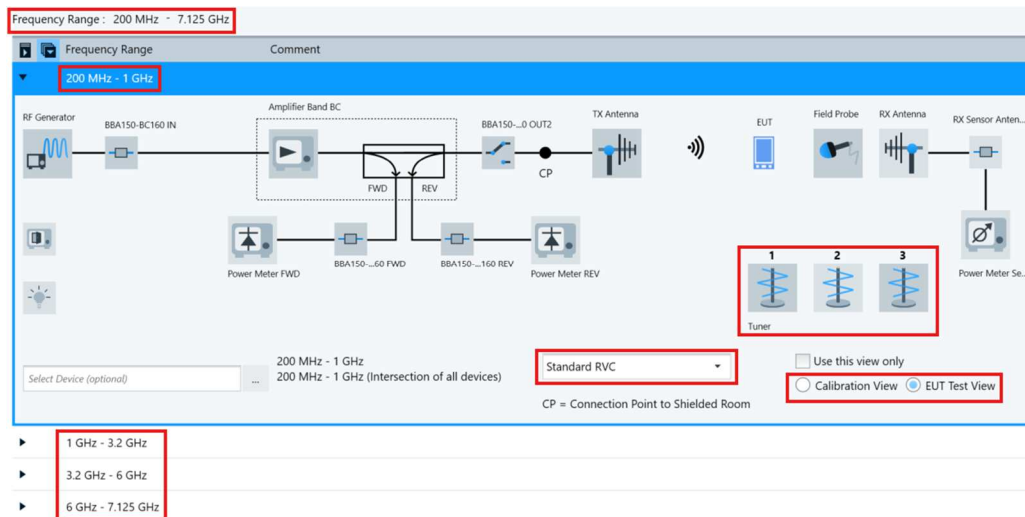 Frequency Range : 200 MHz - 7.125 GHz
Frequency Range Comment
200 MHz - 1 GHz
RF Generator
BBA150-BC160 IN
Amplifier Band BC
BBA150-...0 OUT2
TX Antenna
EUT
Field Probe
RX Antenna
RX Sensor Anten...
CP
FWD REV
Power Meter FWD
BBA150-...60 FWD
BBA150-...160 REV
Power Meter REV
1 2 3
Tuner
Power Meter Se...
200 MHz - 1 GHz
Select Device (optional)
...
200 MHz - 1 GHz (Intersection of all devices)
Standard RVC
CP = Connection Point to Shielded Room
Use this view only
Calibration View EUT Test View
1 GHz - 3.2 GHz
3.2 GHz - 6 GHz
6 GHz - 7.125 GHz